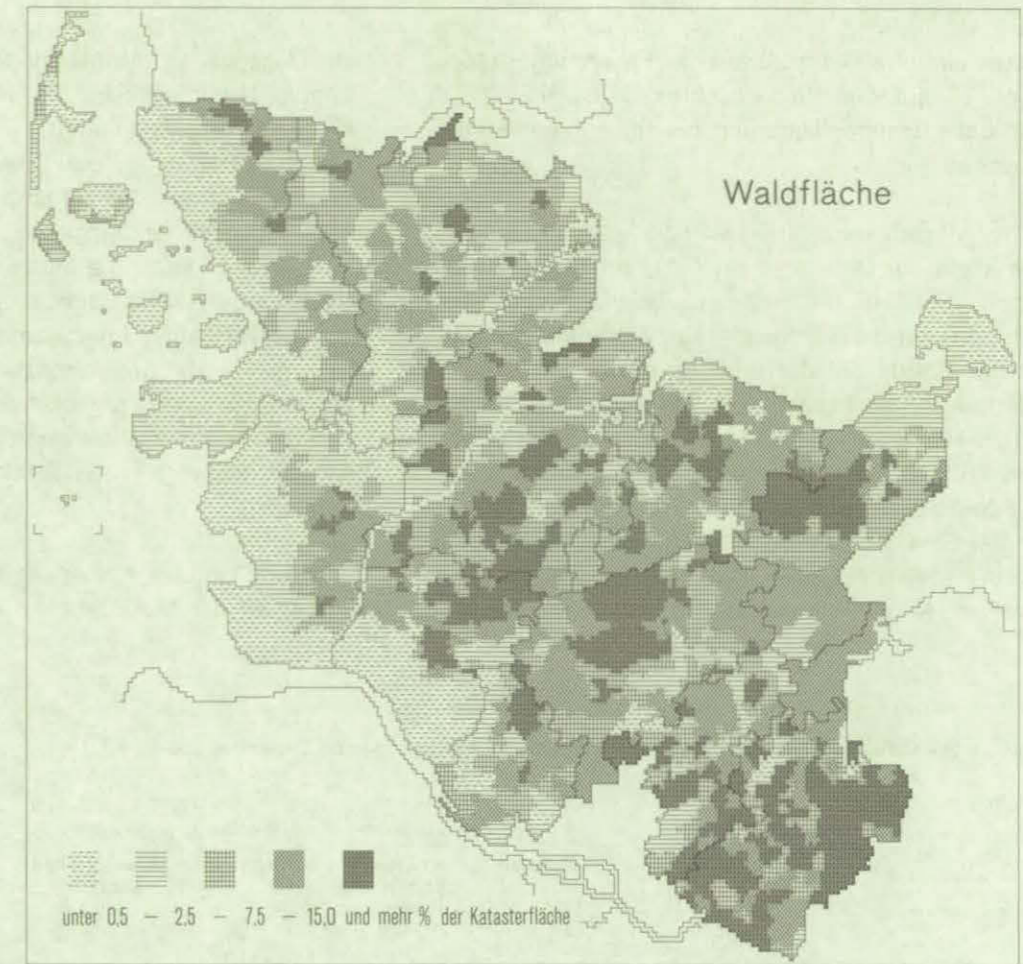 Waldfläche
unter 0,5 – 2,5 – 7,5 – 15,0 und mehr % der Katasterfläche